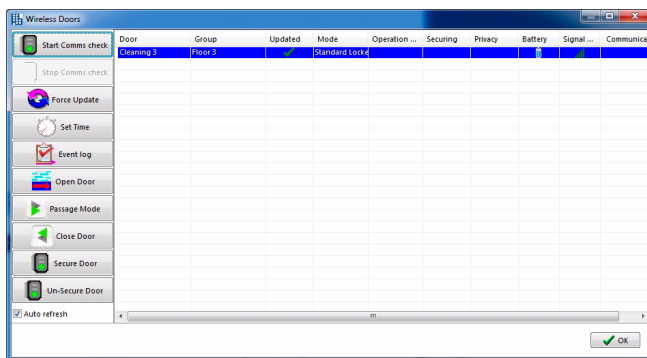 Wireless Doors
Start Comms check
Stop Comms check
Force Update
Set Time
Event log
Open Door
Passage Mode
Close Door
Secure Door
Un-Secure Door
Auto refresh
Door Group Updated Mode Operation ... Securing Privacy Battery Signal ... Communica
Cleaning 3 Floor 3 Standard Locke
OK